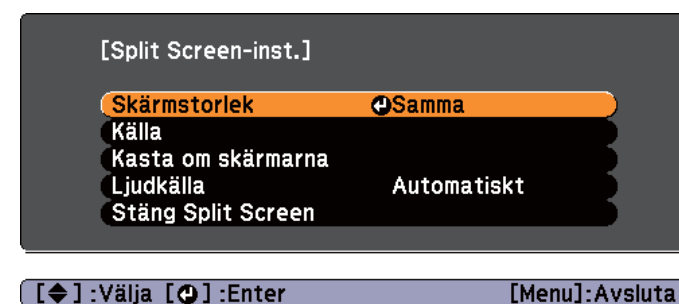 [Split Screen-inst.]
Skärmstorlek Samma
Källa
Kasta om skärmarna
Ljudkälla Automatiskt
Stäng Split Screen
[ ] :Välja [ ] :Enter [Menu]:Avsluta